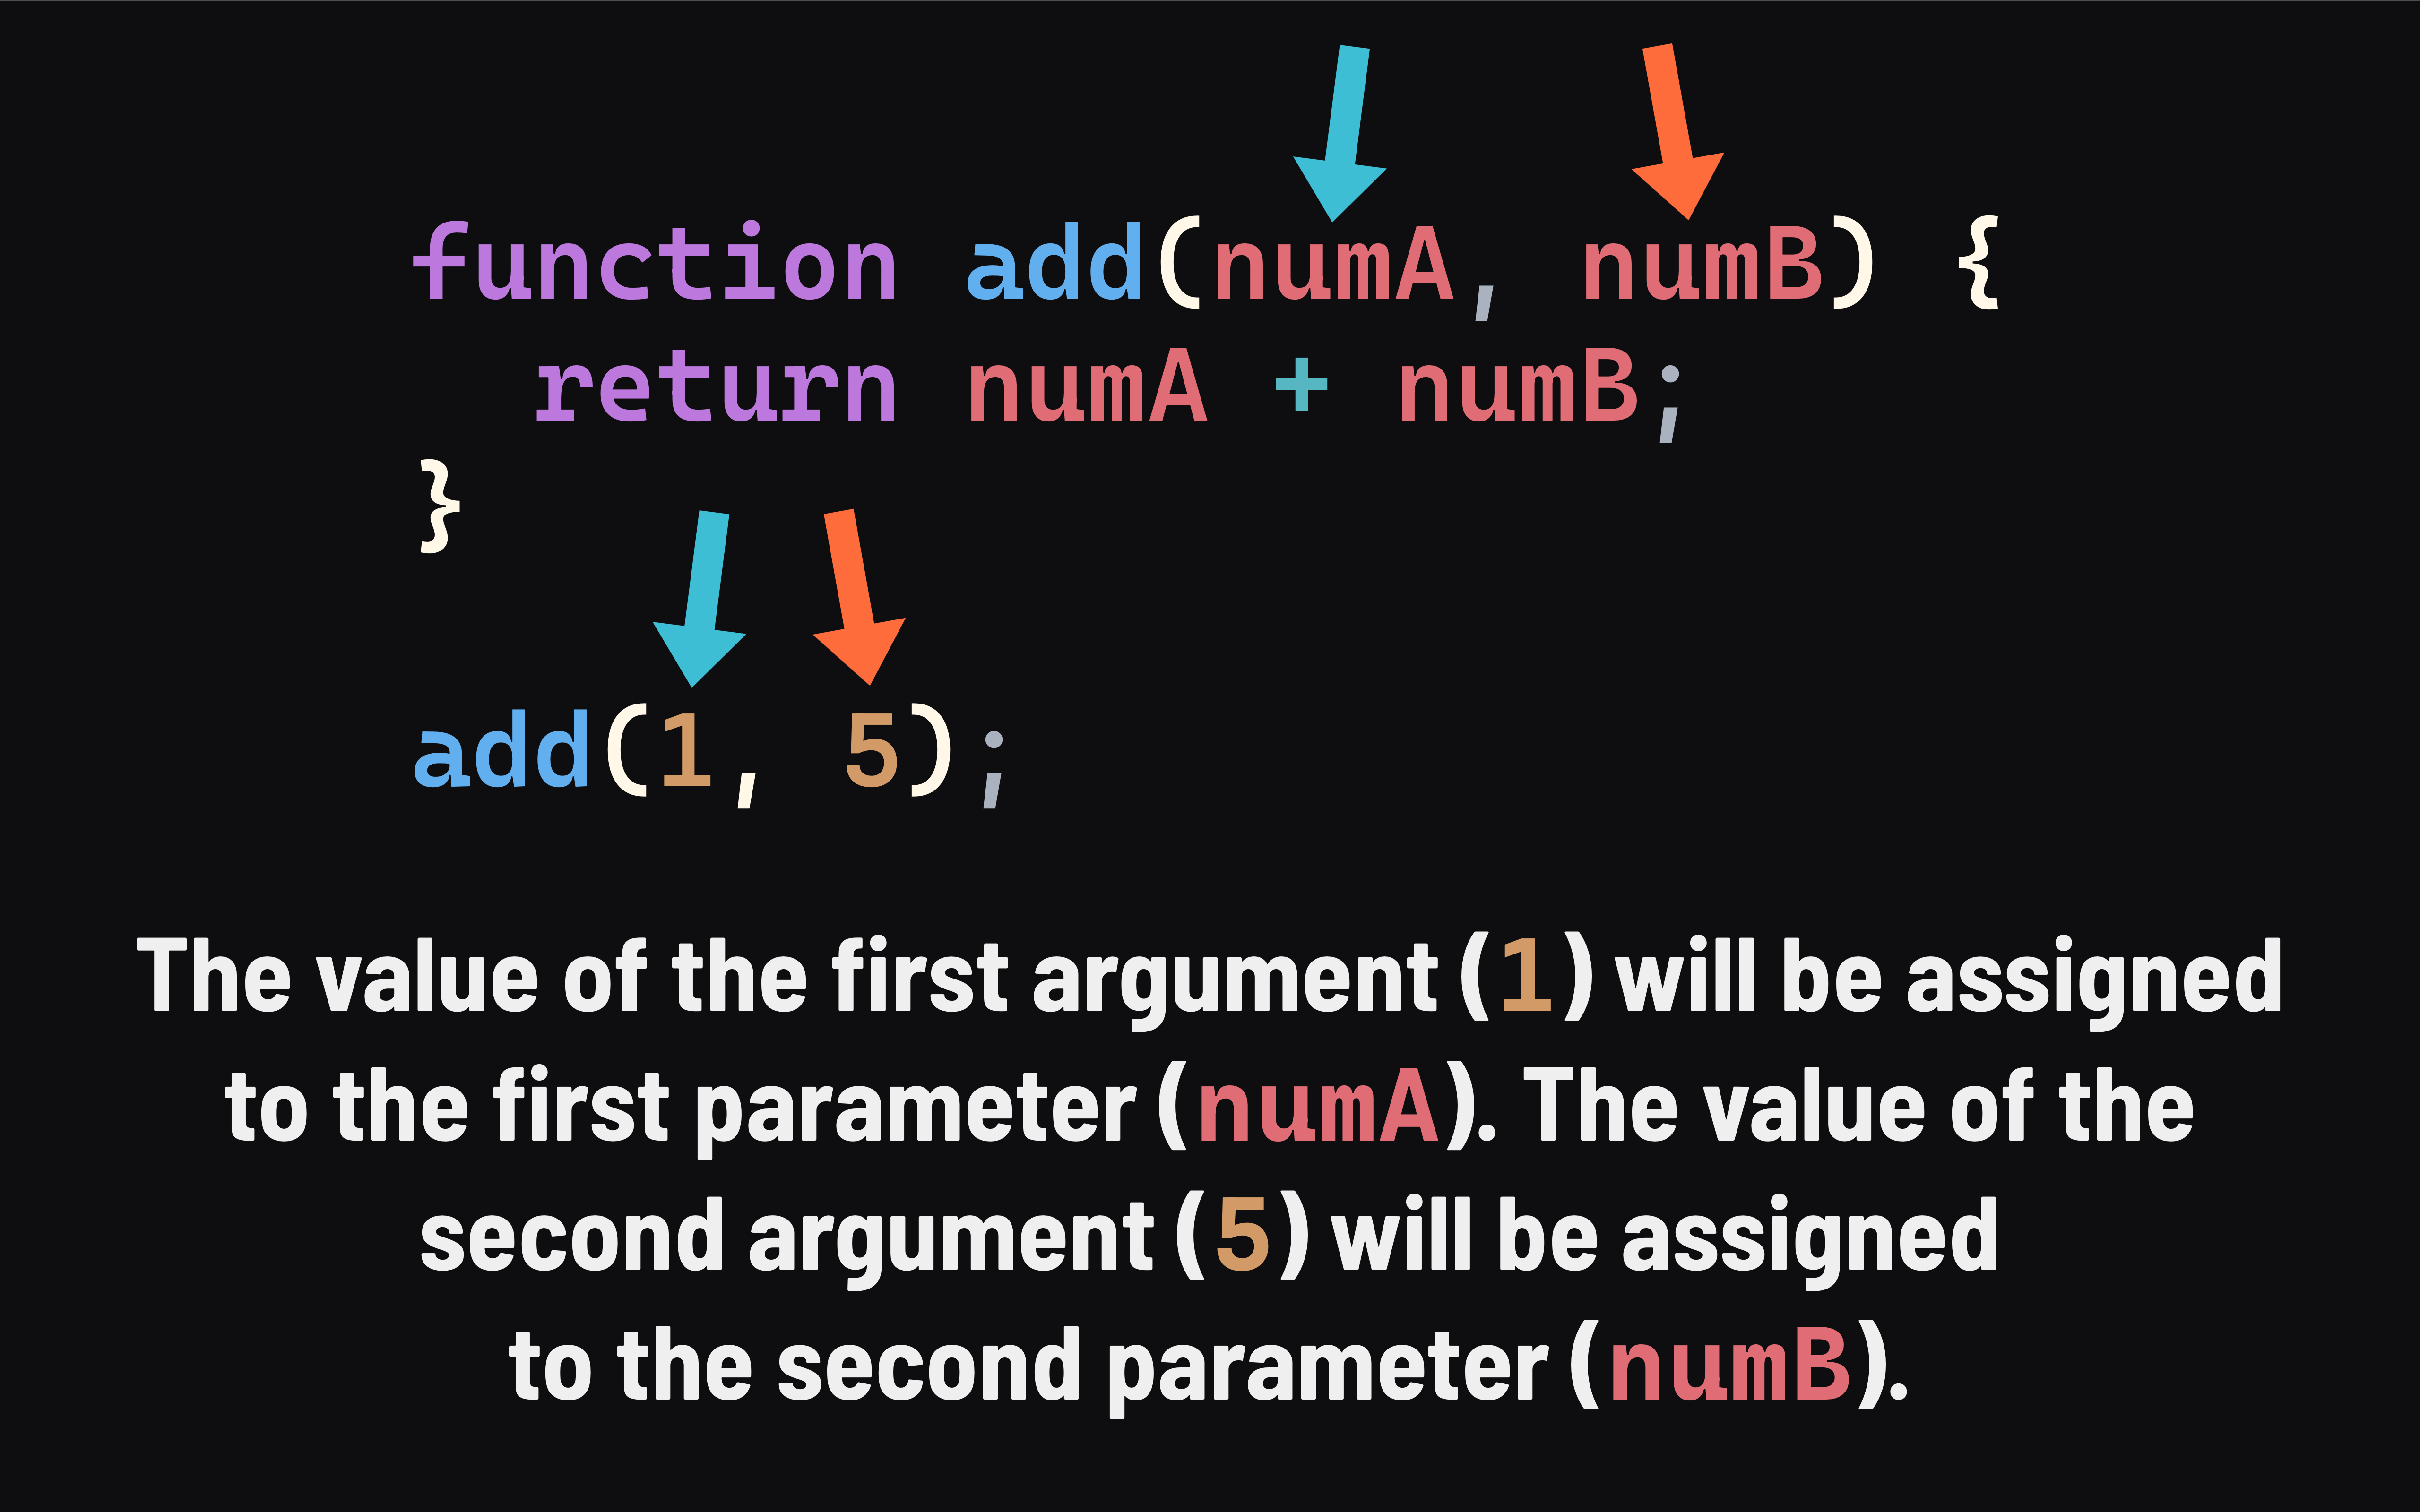 function add(numA, numB) {
  return numA + numB;
}
add(1, 5);
The value of the first argument (1) will be assigned
to the first parameter (numA). The value of the
second argument (5) will be assigned
to the second parameter (numB).